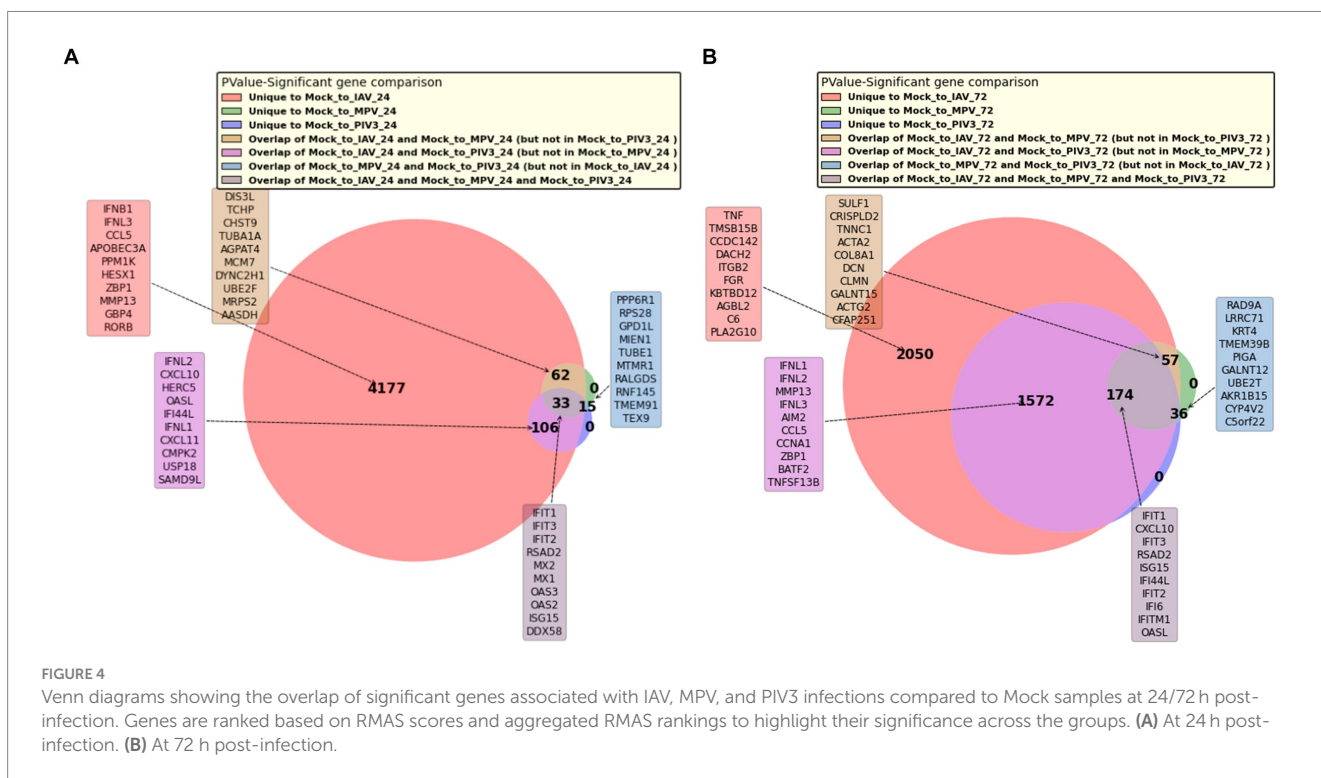 A
PValue-Significant gene comparison
Unique to Mock_to_IAV_24
Unique to Mock_to_MPV_24
Unique to Mock_to_PIV3_24
Overlap of Mock_to_IAV_24 and Mock_to_MPV_24 (but not in Mock_to_PIV3_24 )
Overlap of Mock_to_IAV_24 and Mock_to_PIV3_24 (but not in Mock_to_MPV_24 )
Overlap of Mock_to_MPV_24 and Mock_to_PIV3_24 (but not in Mock_to_IAV_24 )
Overlap of Mock_to_IAV_24 and Mock_to_MPV_24 and Mock_to_PIV3_24
IFNB1
IFNL3
CCL5
APOBEC3A
PPM1K
HESX1
ZBP1
MMP13
GBP4
RORB
DIS3L
TCHP
CHST9
TUBA1A
AGPAT4
MCM7
DYNC2H1
UBE2F
MRPS2
AASDH
PPP6R1
RPS28
GPD1L
MIEN1
TUBE1
MTMR1
RALGDS
RNF145
TMEM91
TEX9
IFNL2
CXCL10
HERC5
OASL
IFI44L
IFNL1
CXCL11
CMPK2
USP18
SAMD9L
4177
62
0
33
15
106
0
IFIT1
IFIT3
IFIT2
RSAD2
MX2
MX1
OAS3
OAS2
ISG15
DDX58
B
PValue-Significant gene comparison
Unique to Mock_to_IAV_72
Unique to Mock_to_MPV_72
Unique to Mock_to_PIV3_72
Overlap of Mock_to_IAV_72 and Mock_to_MPV_72 (but not in Mock_to_PIV3_72 )
Overlap of Mock_to_IAV_72 and Mock_to_PIV3_72 (but not in Mock_to_MPV_72 )
Overlap of Mock_to_MPV_72 and Mock_to_PIV3_72 (but not in Mock_to_IAV_72 )
Overlap of Mock_to_IAV_72 and Mock_to_MPV_72 and Mock_to_PIV3_72
TNF
TMSB15B
CCDC142
DACH2
ITGB2
FGR
KBTBD12
AGBL2
C6
PLA2G10
SULF1
CRISPLD2
TNNC1
ACTA2
COL8A1
DCN
CLMN
GALNT15
ACTG2
CFAP251
RAD9A
LRRC71
KRT4
TMEM39B
PIGA
GALNT12
UBE2T
AKR1B15
CYP4V2
C5orf22
IFNL1
IFNL2
MMP13
IFNL3
AIM2
CCL5
CCNA1
ZBP1
BATF2
TNFSF13B
2050
57
0
174
1572
36
0
IFIT1
CXCL10
IFIT3
RSAD2
ISG15
IFI44L
IFIT2
IFI6
IFITM1
OASL
FIGURE 4
Venn diagrams showing the overlap of significant genes associated with IAV, MPV, and PIV3 infections compared to Mock samples at 24/72 h post-
infection. Genes are ranked based on RMAS scores and aggregated RMAS rankings to highlight their significance across the groups. (A) At 24 h post-
infection. (B) At 72 h post-infection.